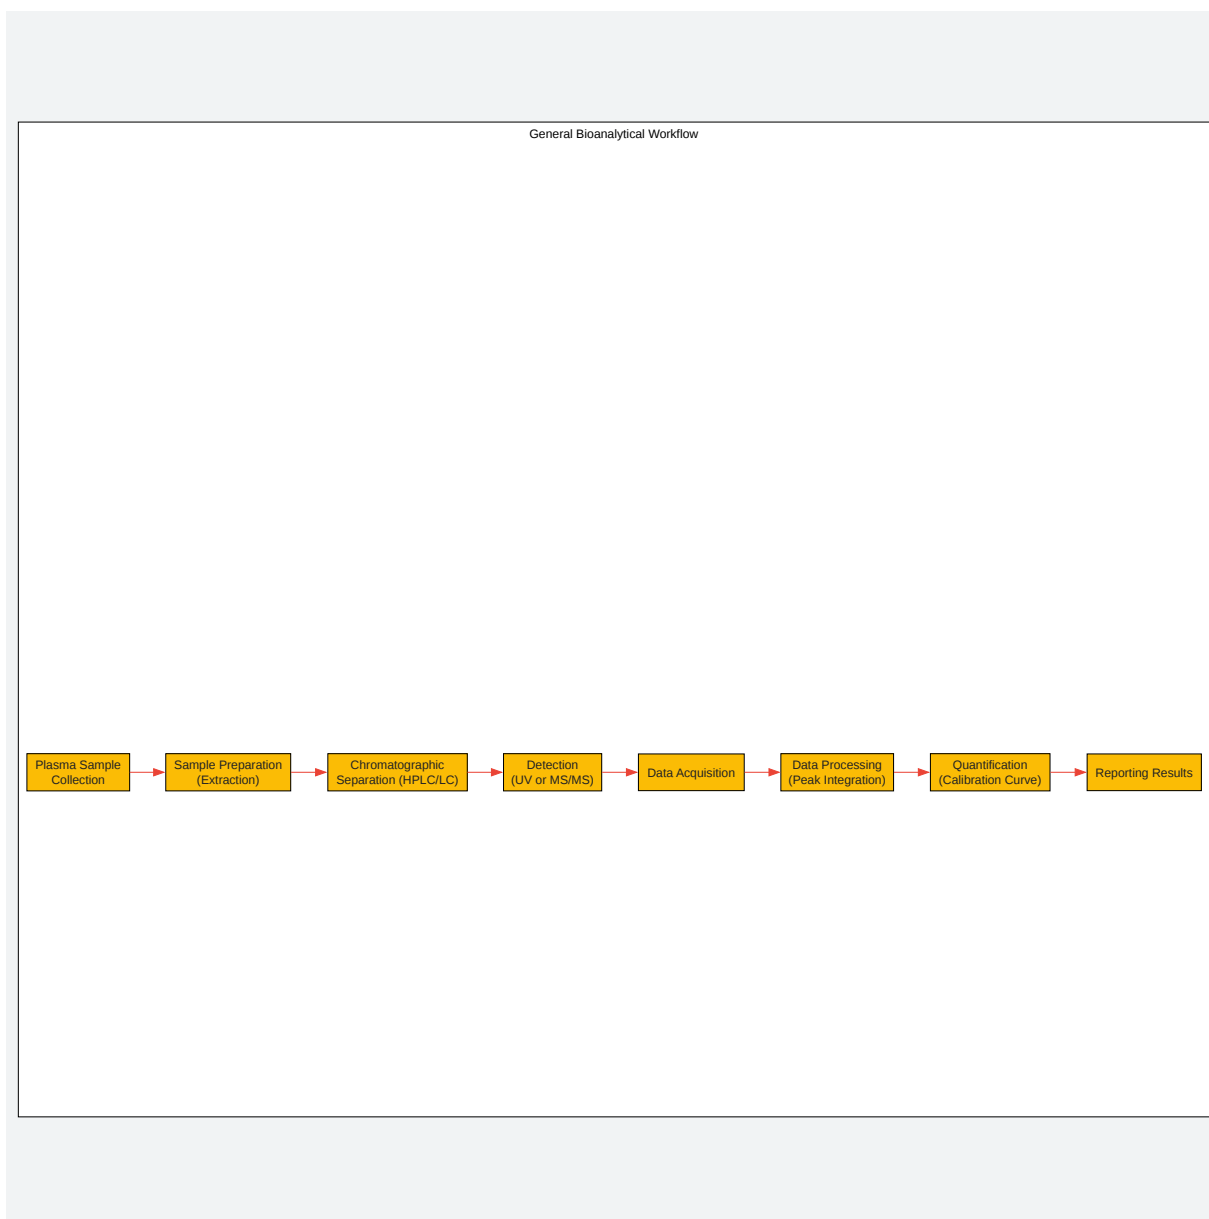 General Bioanalytical Workflow
Plasma Sample
Collection
Sample Preparation
(Extraction)
Chromatographic
Separation (HPLC/LC)
Detection
(UV or MS/MS)
Data Acquisition
Data Processing
(Peak Integration)
Quantification
(Calibration Curve)
Reporting Results